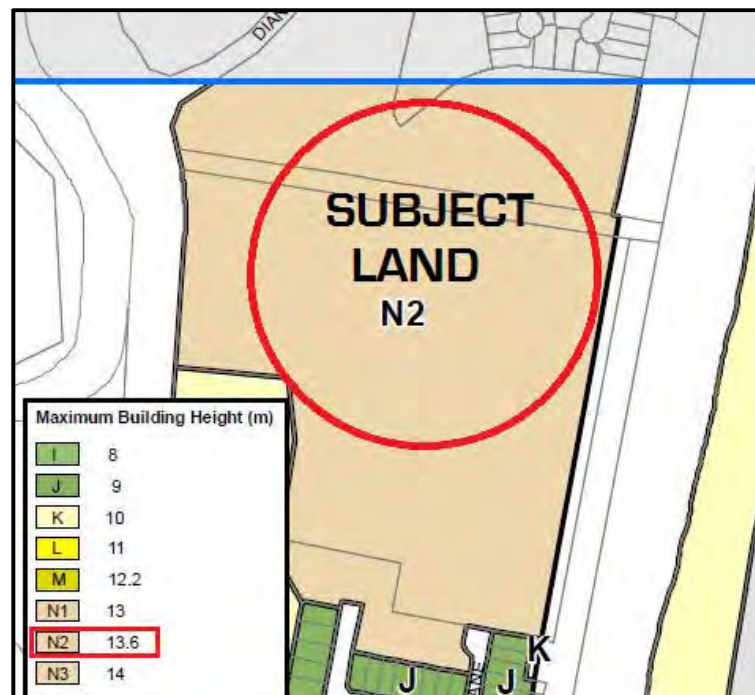 DIAN
SUBJECT
LAND
N2
Maximum Building Height (m)
I 8
J 9
K 10
L 11
M 12.2
N1 13
N2 13.6
N3 14
K
J
J